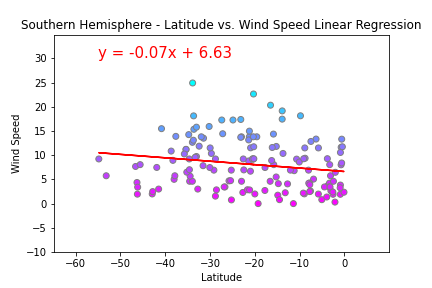 Southern Hemisphere - Latitude vs. Wind Speed Linear Regression
y = -0.07x + 6.63
30
25
20
15
10
5
0
−5
−10
Wind Speed
−60 −50 −40 −30 −20 −10 0
Latitude